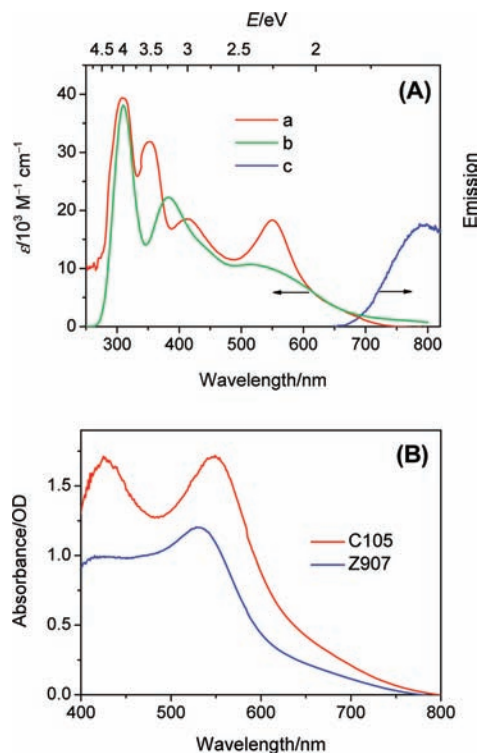 E/eV
4.5 4 3.5 3 2.5 2
(A)
40
30
20
10
0
ε/10³ M⁻¹ cm⁻¹
a
b
c
Emission
300 400 500 600 700 800
Wavelength/nm
(B)
1.5
1.0
0.5
0.0
Absorbance/OD
C105
Z907
400 500 600 700 800
Wavelength/nm